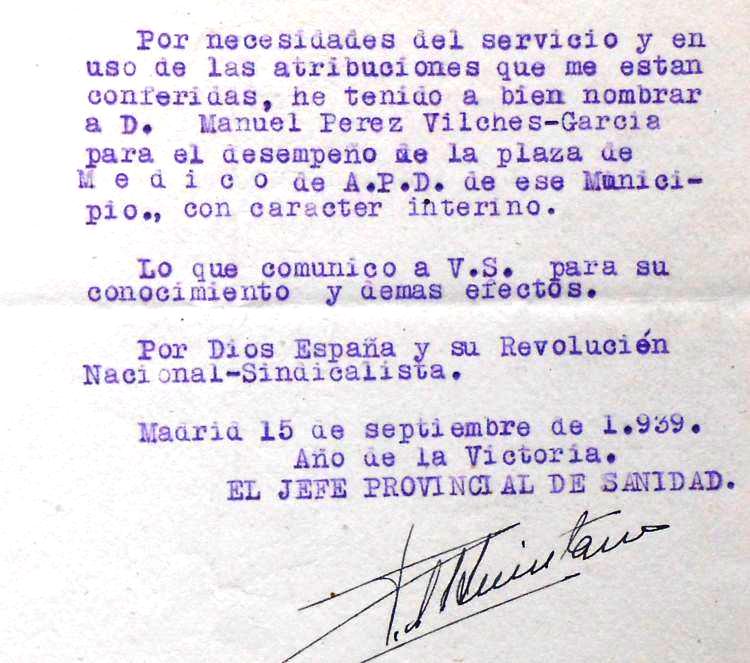 Por necesidades del servicio y en
uso de las atribuciones que me estan
conferidas, he tenido a bien nombrar
a D. Manuel Perez Vilches-Garcia
para el desempeño de la plaza de
M e d i c o de A.P.D. de ese Munici-
pio., con caracter interino.
Lo que comunico a V.S. para su
conocimiento y demas efectos.
Por Dios España y su Revolución
Nacional-Sindicalista.
Madrid 15 de septiembre de 1.939.
Año de la Victoria.
EL JEFE PROVINCIAL DE SANIDAD.